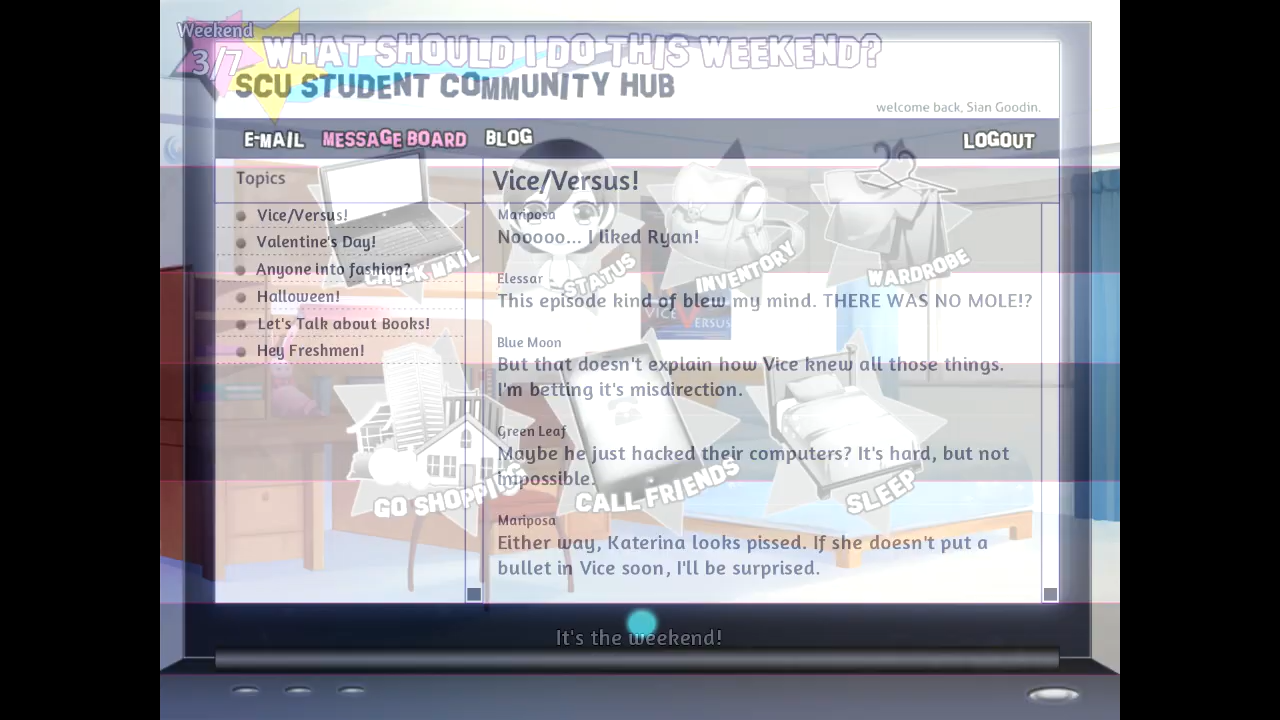 Weekend
3/7
WHAT SHOULD I DO THIS WEEKEND?
SCU STUDENT COMMUNITY HUB
welcome back, Sian Goodin.
E-MAIL MESSAGE BOARD BLOG LOGOUT
Topics
Vice/Versus!
Valentine's Day!
Anyone into fashion?
Halloween!
Let's Talk about Books!
Hey Freshmen!
Vice/Versus!
Mariposa
Nooooo... I liked Ryan!
Elessar
This episode kind of blew my mind. THERE WAS NO MOLE!?
Blue Moon
But that doesn't explain how Vice knew all those things.
I'm betting it's misdirection.
Green Leaf
Maybe he just hacked their computers? It's hard, but not
impossible.
Mariposa
Either way, Katerina looks pissed. If she doesn't put a
bullet in Vice soon, I'll be surprised.
CHECK MAIL
STATUS
INVENTORY
WARDROBE
VICE VERSUS
GO SHOPPING
CALL FRIENDS
SLEEP
It's the weekend!